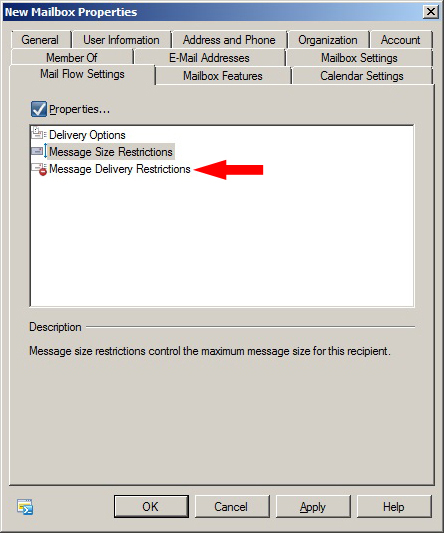 New Mailbox Properties
General User Information Address and Phone Organization Account
Member Of E-Mail Addresses Mailbox Settings
Mail Flow Settings Mailbox Features Calendar Settings
Properties...
Delivery Options
Message Size Restrictions
Message Delivery Restrictions
Description
Message size restrictions control the maximum message size for this recipient.
OK Cancel Apply Help